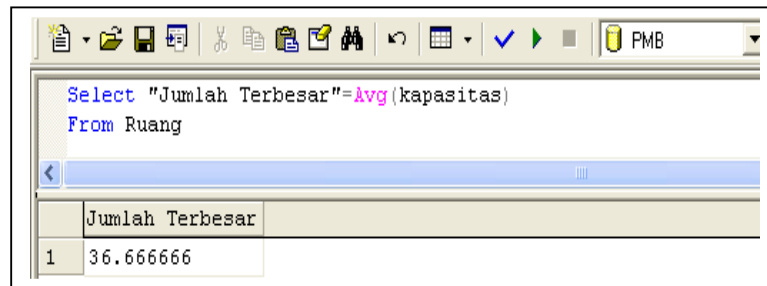 PMB
Select "Jumlah Terbesar"=Avg(kapasitas)
From Ruang
Jumlah Terbesar
1 36.666666